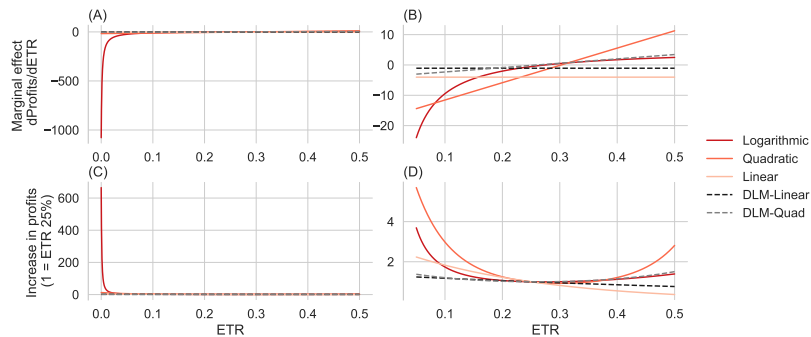 (A)
(B)
Marginal effect
dProfits/dETR
0
−500
−1000
0.0 0.1 0.2 0.3 0.4 0.5
10
0
−10
−20
0.1 0.2 0.3 0.4 0.5
Logarithmic
Quadratic
Linear
DLM-Linear
DLM-Quad
(C)
(D)
Increase in profits
(1 = ETR 25%)
600
400
200
0
0.0 0.1 0.2 0.3 0.4 0.5
ETR
4
2
0.1 0.2 0.3 0.4 0.5
ETR